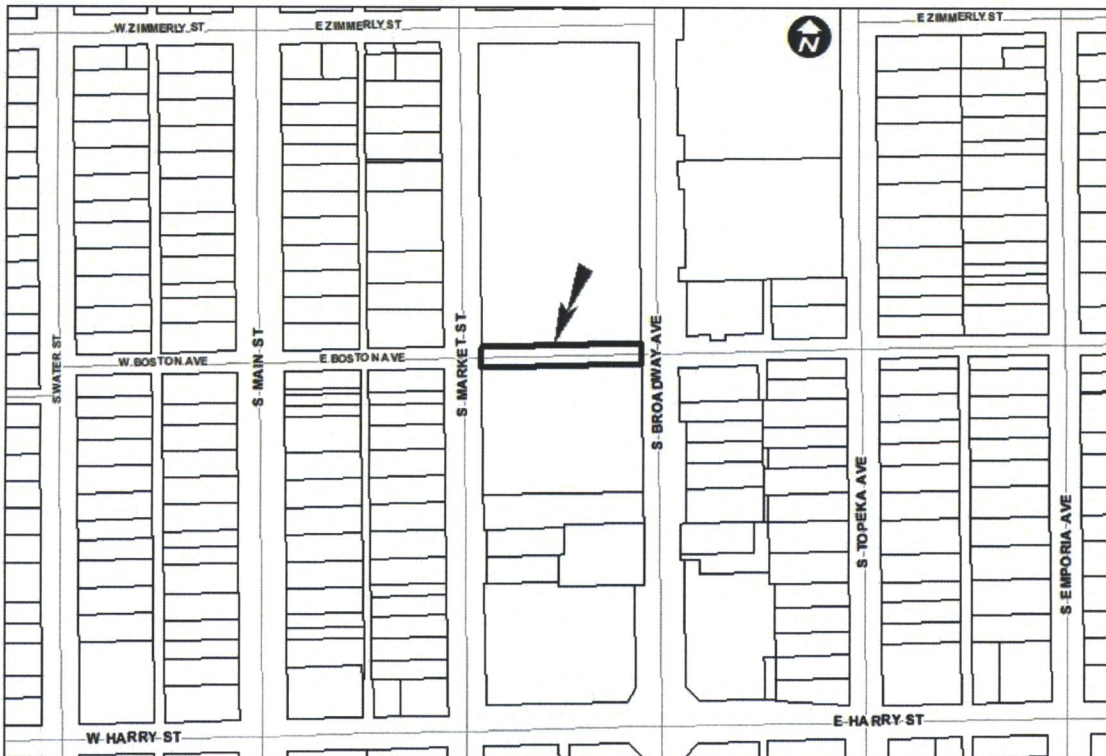 W ZIMMERLY ST
E ZIMMERLY ST
E ZIMMERLY ST
N
S WATER ST
W BOSTON AVE
S MAIN ST
E BOSTON AVE
S MARKET ST
S BROADWAY AVE
S TOPEKA AVE
S EMPORIA AVE
W HARRY ST
E HARRY ST